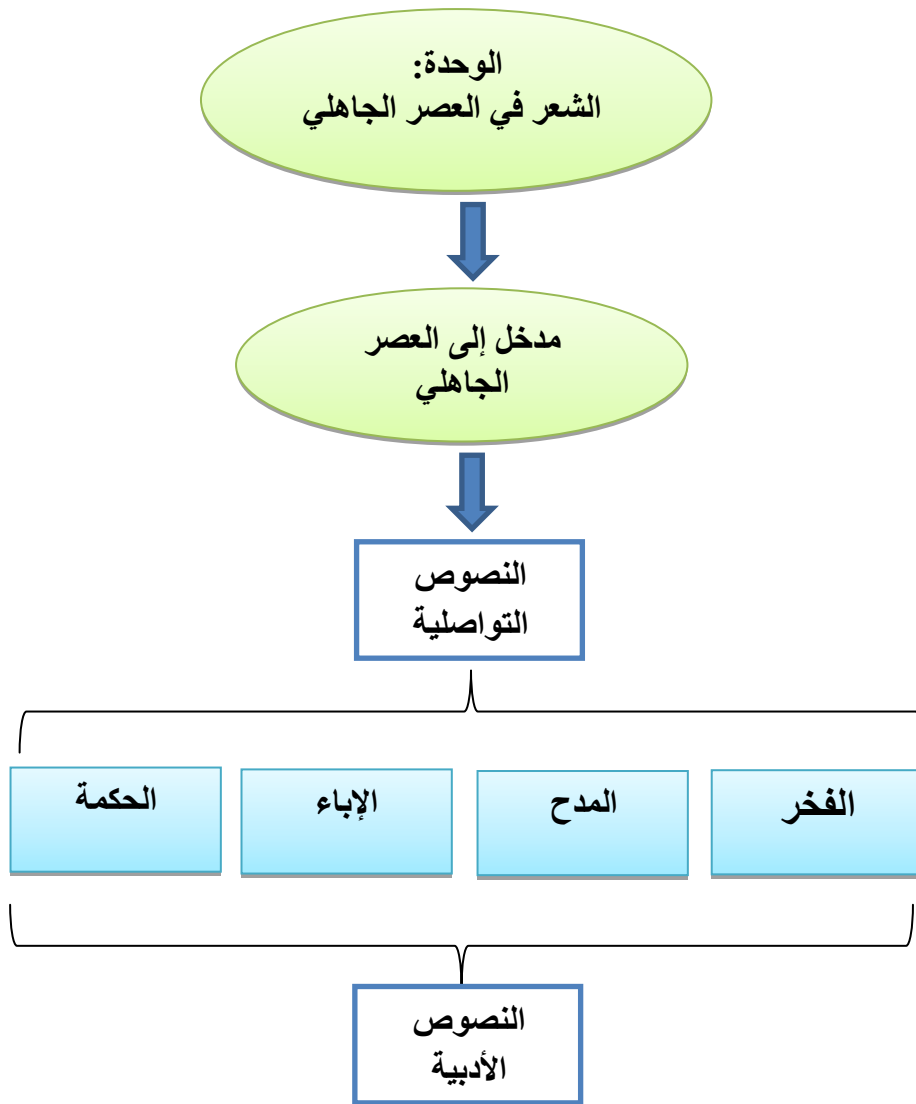 الوحدة:
الشعر في العصر الجاهلي
مدخل إلى العصر
الجاهلي
النصوص
التواصلية
الفخر
المدح
الإباء
الحكمة
النصوص
الأدبية